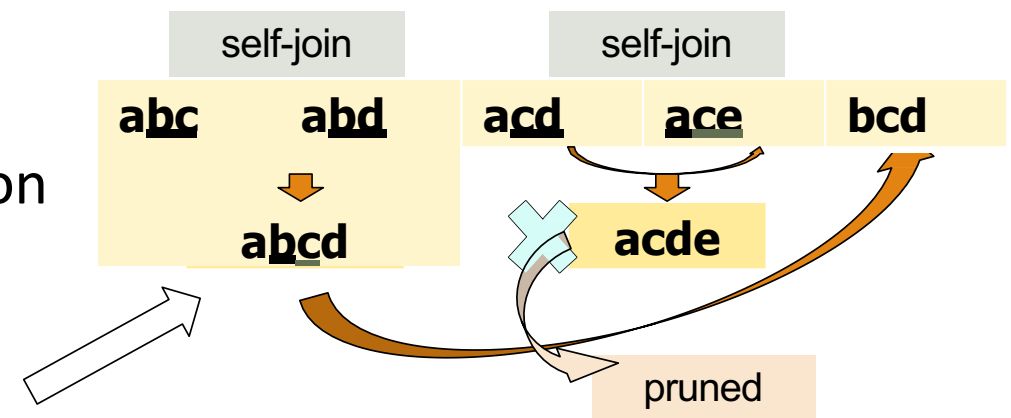 self-join self-join
abc abd acd ace bcd
on
abcd acde
pruned